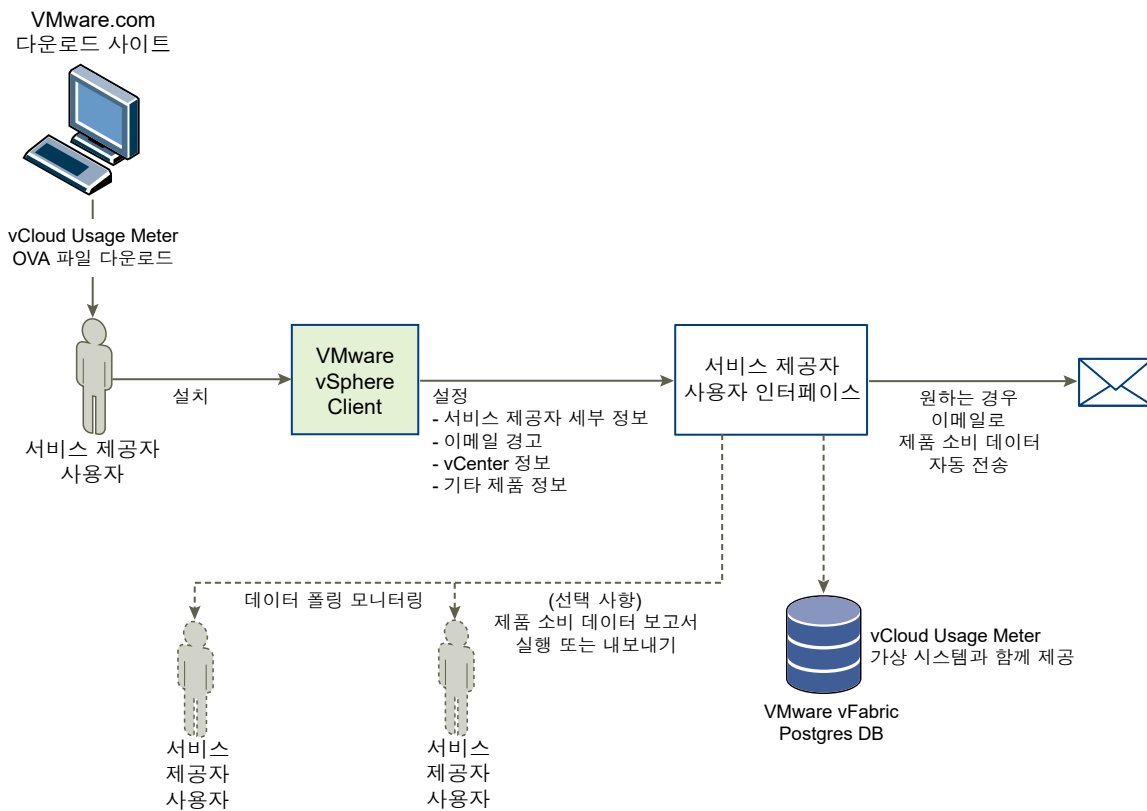 VMware.com
다운로드 사이트
vCloud Usage Meter
OVA 파일 다운로드
서비스 제공자
사용자
설치
VMware
vSphere
Client
설정
- 서비스 제공자 세부 정보
- 이메일 경고
- vCenter 정보
- 기타 제품 정보
서비스 제공자
사용자 인터페이스
원하는 경우
이메일로
제품 소비 데이터
자동 전송
데이터 폴링 모니터링
(선택 사항)
제품 소비 데이터 보고서
실행 또는 내보내기
vCloud Usage Meter
가상 시스템과 함께 제공
VMware vFabric
Postgres DB
서비스
제공자
사용자
서비스
제공자
사용자